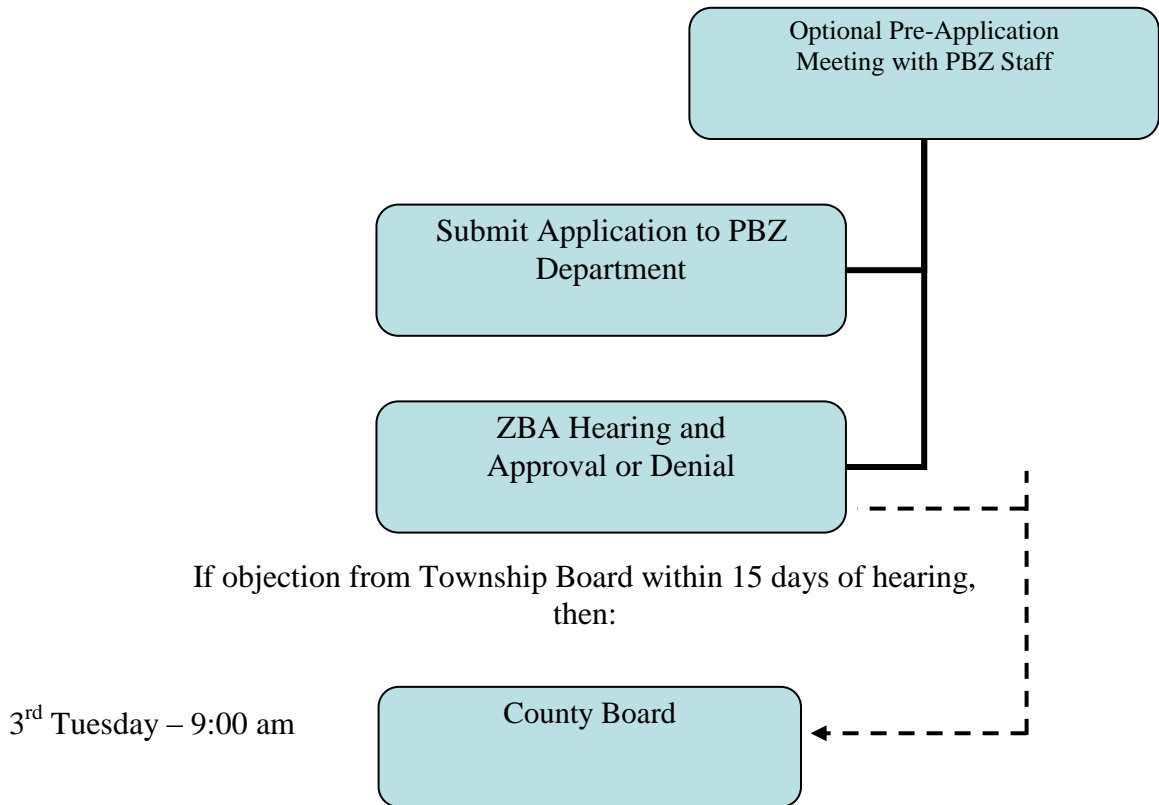 Optional Pre-Application
Meeting with PBZ Staff
Submit Application to PBZ
Department
ZBA Hearing and
Approval or Denial
If objection from Township Board within 15 days of hearing,
then:
3rd Tuesday – 9:00 am
County Board